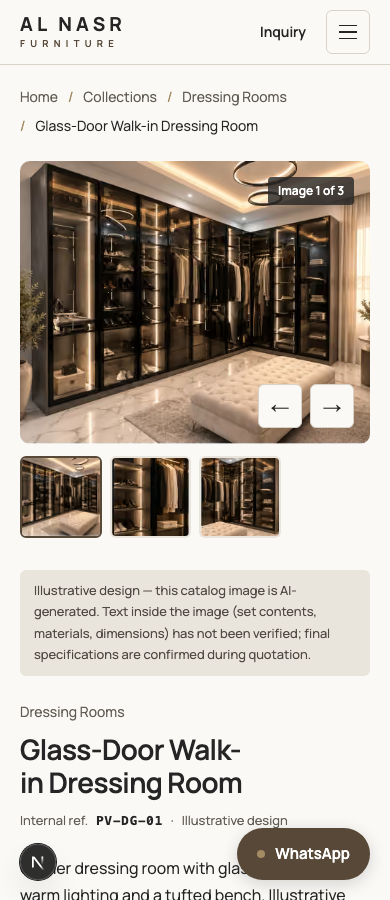 AL NASR
FURNITURE
Inquiry
Home / Collections / Dressing Rooms
/ Glass-Door Walk-in Dressing Room
Image 1 of 3
← →
Illustrative design — this catalog image is AI-
generated. Text inside the image (set contents,
materials, dimensions) has not been verified; final
specifications are confirmed during quotation.
Dressing Rooms
Glass-Door Walk-
in Dressing Room
Internal ref. PV-DG-01 · Illustrative design
WhatsApp
N
dressing room with
warm lighting and a tufted bench. Illustrative